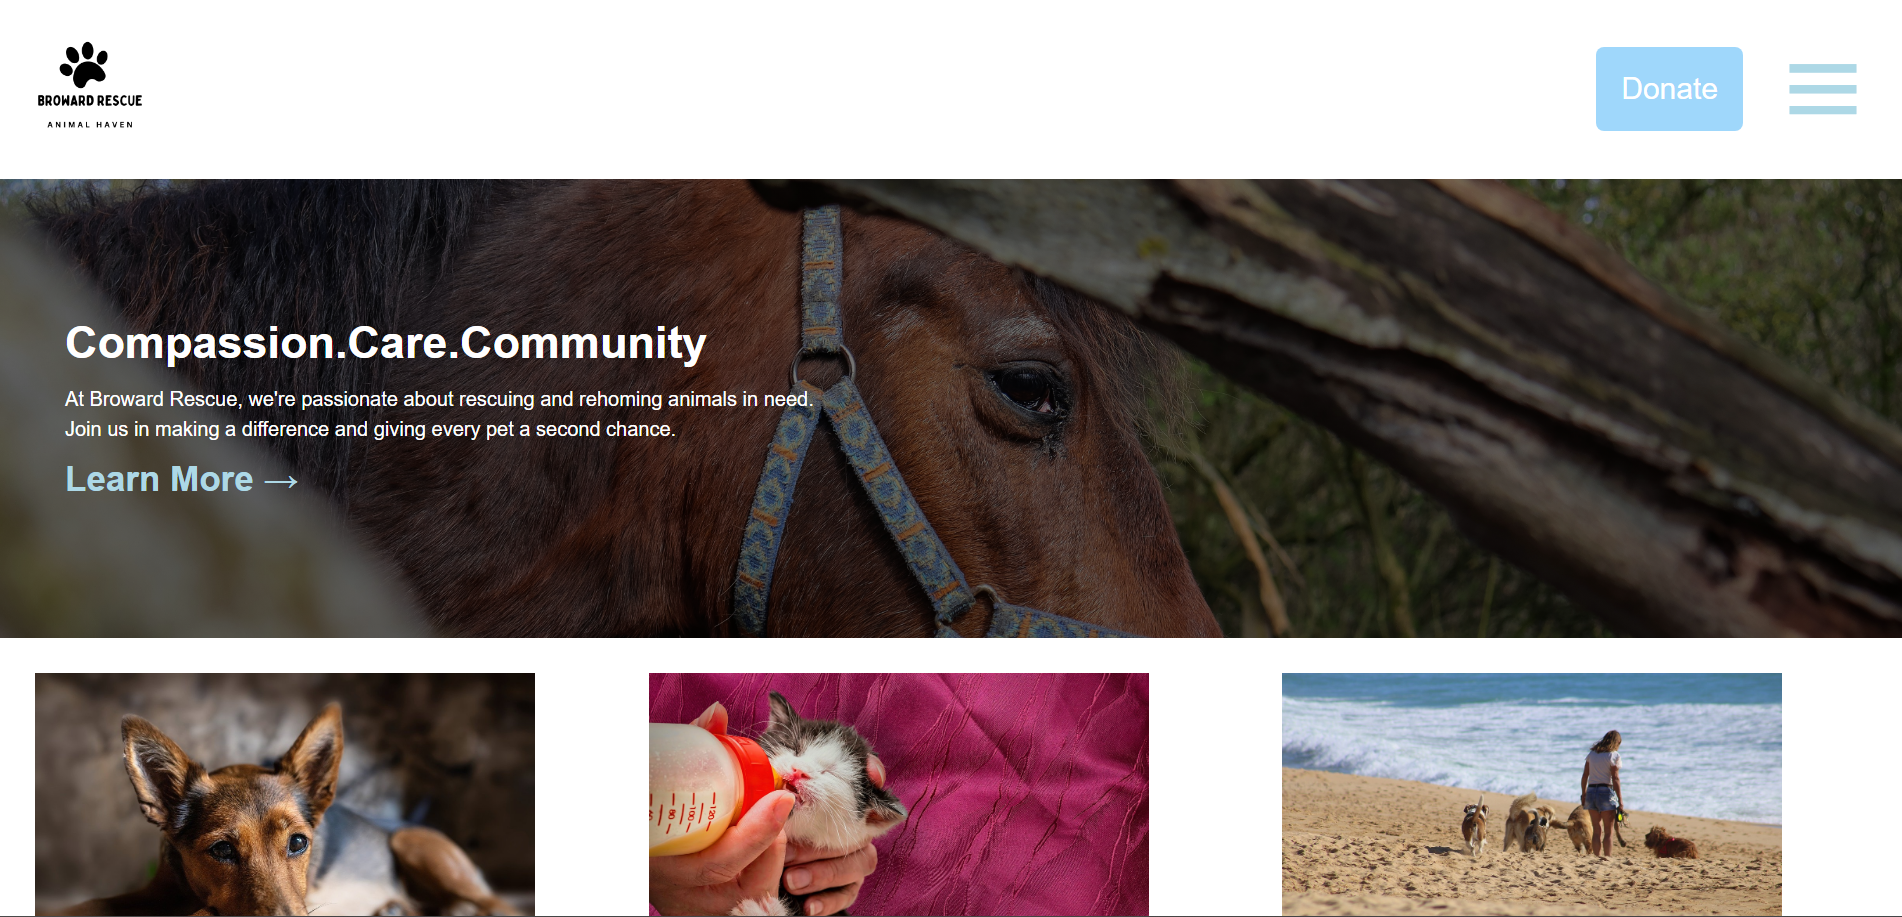 BROWARD RESCUE
ANIMAL HAVEN
Donate
Compassion.Care.Community
At Broward Rescue, we're passionate about rescuing and rehoming animals in need.
Join us in making a difference and giving every pet a second chance.
Learn More →